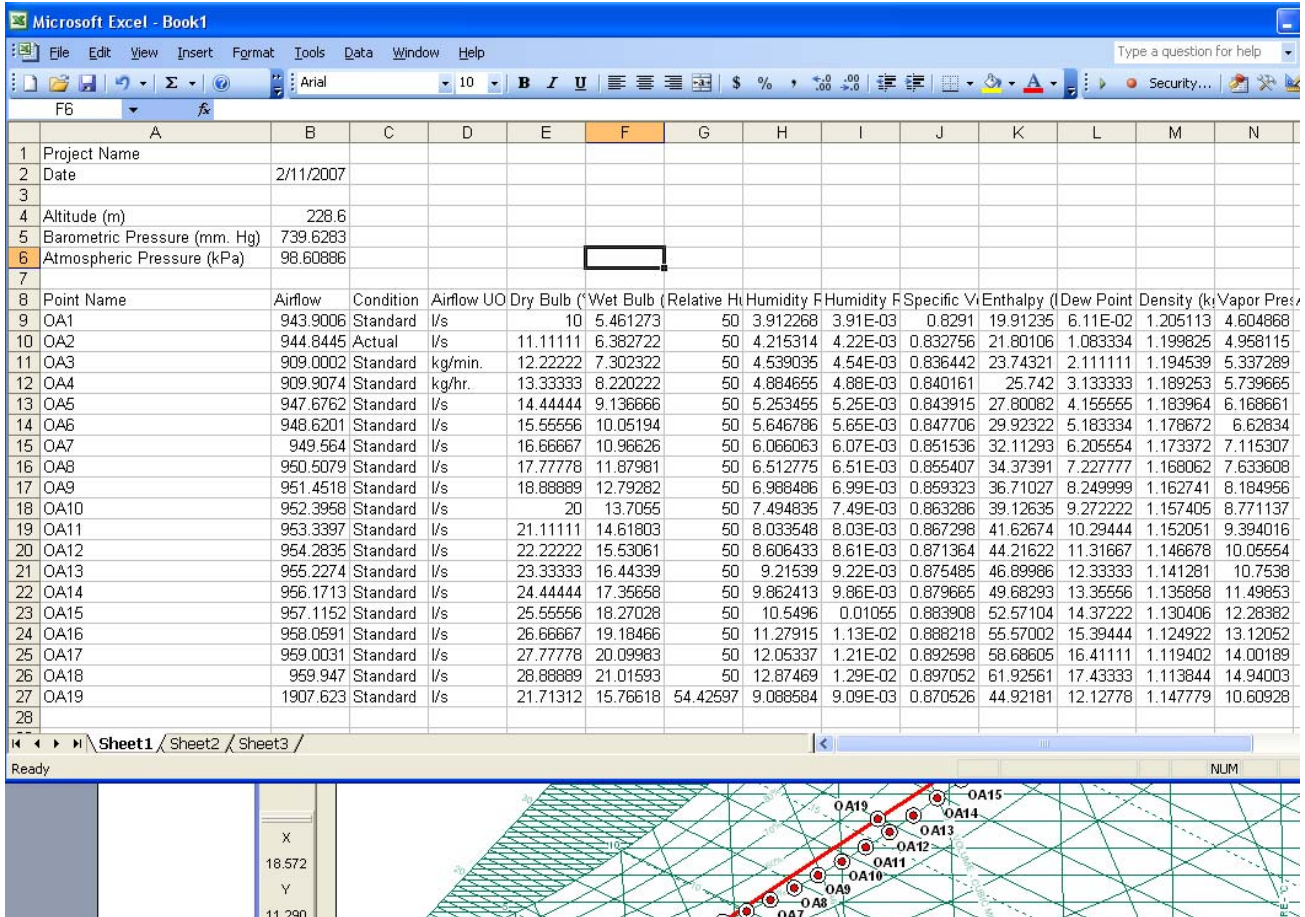 Microsoft Excel - Book1
File Edit View Insert Format Tools Data Window Help Type a question for help
Arial 10 B I U $ % , Security...
F6 fx
A B C D E F G H I J K L M N
1 Project Name
2 Date 2/11/2007
3
4 Altitude (m) 228.6
5 Barometric Pressure (mm. Hg) 739.6283
6 Atmospheric Pressure (kPa) 98.60886
7
8 Point Name Airflow Condition Airflow UO Dry Bulb (° Wet Bulb ( Relative Hu Humidity R Humidity R Specific Vo Enthalpy ( Dew Point Density (k Vapor Pres
9 OA1 943.9006 Standard l/s 10 5.461273 50 3.912268 3.91E-03 0.8291 19.91235 6.11E-02 1.205113 4.604868
10 OA2 944.8445 Actual l/s 11.11111 6.382722 50 4.215314 4.22E-03 0.832756 21.80106 1.083334 1.199825 4.958115
11 OA3 909.0002 Standard kg/min. 12.22222 7.302322 50 4.539035 4.54E-03 0.836442 23.74321 2.111111 1.194539 5.337289
12 OA4 909.9074 Standard kg/hr. 13.33333 8.220222 50 4.884655 4.88E-03 0.840161 25.742 3.133333 1.189253 5.739665
13 OA5 947.6762 Standard l/s 14.44444 9.136666 50 5.253455 5.25E-03 0.843915 27.80082 4.155555 1.183964 6.168661
14 OA6 948.6201 Standard l/s 15.55556 10.05194 50 5.646786 5.65E-03 0.847706 29.92322 5.183334 1.178672 6.62834
15 OA7 949.564 Standard l/s 16.66667 10.96626 50 6.066063 6.07E-03 0.851536 32.11293 6.205554 1.173372 7.115307
16 OA8 950.5079 Standard l/s 17.77778 11.87981 50 6.512775 6.51E-03 0.855407 34.37391 7.227777 1.168062 7.633608
17 OA9 951.4518 Standard l/s 18.88889 12.79282 50 6.988486 6.99E-03 0.859323 36.71027 8.249999 1.162741 8.184956
18 OA10 952.3958 Standard l/s 20 13.7055 50 7.494835 7.49E-03 0.863286 39.12635 9.272222 1.157405 8.771137
19 OA11 953.3397 Standard l/s 21.11111 14.61803 50 8.033548 8.03E-03 0.867298 41.62674 10.29444 1.152051 9.394016
20 OA12 954.2835 Standard l/s 22.22222 15.53061 50 8.606433 8.61E-03 0.871364 44.21622 11.31667 1.146678 10.05554
21 OA13 955.2274 Standard l/s 23.33333 16.44339 50 9.21539 9.22E-03 0.875485 46.89986 12.33333 1.141281 10.7538
22 OA14 956.1713 Standard l/s 24.44444 17.35658 50 9.862413 9.86E-03 0.879665 49.68293 13.35556 1.135858 11.49853
23 OA15 957.1152 Standard l/s 25.55556 18.27028 50 10.5496 0.01055 0.883908 52.57104 14.37222 1.130406 12.28382
24 OA16 958.0591 Standard l/s 26.66667 19.18466 50 11.27915 1.13E-02 0.888218 55.57002 15.39444 1.124922 13.12052
25 OA17 959.0031 Standard l/s 27.77778 20.09983 50 12.05337 1.21E-02 0.892598 58.68605 16.41111 1.119402 14.00189
26 OA18 959.947 Standard l/s 28.88889 21.01593 50 12.87469 1.29E-02 0.897052 61.92561 17.43333 1.113844 14.94003
27 OA19 1907.623 Standard l/s 21.71312 15.76618 54.42597 9.088584 9.09E-03 0.870526 44.92181 12.12778 1.147779 10.60928
28
Sheet1 Sheet2 Sheet3
Ready NUM
OA15
OA19
OA14
X
OA13
OA12
18.572
OA11
OA10
Y
OA9
OA8
11.290
OA7